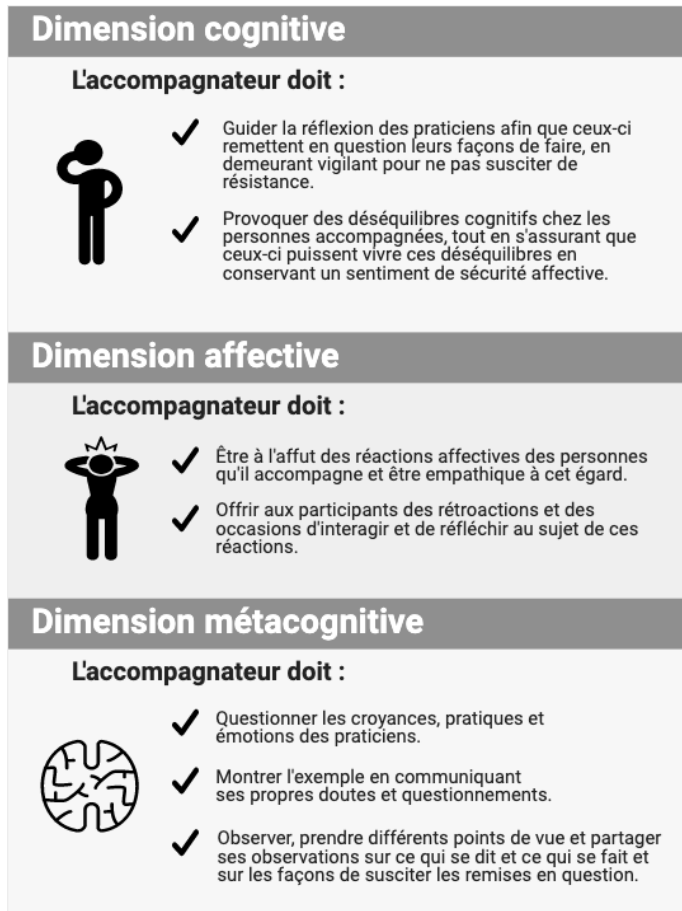 Dimension cognitive
L'accompagnateur doit :
Guider la réflexion des praticiens afin que ceux-ci
remettent en question leurs façons de faire, en
demeurant vigilant pour ne pas susciter de
résistance.
Provoquer des déséquilibres cognitifs chez les
personnes accompagnées, tout en s'assurant que
ceux-ci puissent vivre ces déséquilibres en
conservant un sentiment de sécurité affective.
Dimension affective
L'accompagnateur doit :
Être à l'affut des réactions affectives des personnes
qu'il accompagne et être empathique à cet égard.
Offrir aux participants des rétroactions et des
occasions d'interagir et de réfléchir au sujet de ces
réactions.
Dimension métacognitive
L'accompagnateur doit :
Questionner les croyances, pratiques et
émotions des praticiens.
Montrer l'exemple en communiquant
ses propres doutes et questionnements.
Observer, prendre différents points de vue et partager
ses observations sur ce qui se dit et ce qui se fait et
sur les façons de susciter les remises en question.